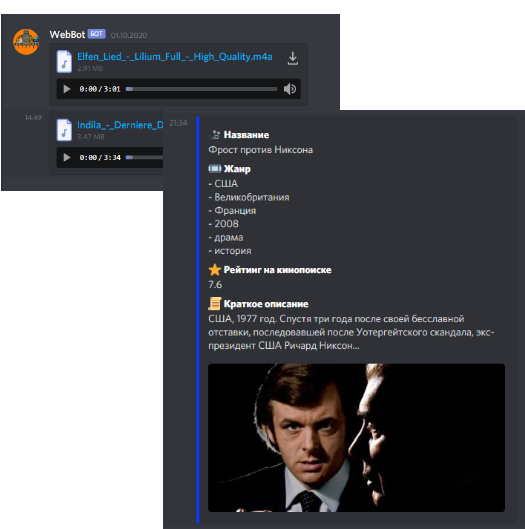 WebBot БОТ 01.10.2020
Elfen_Lied_-_Lilium_Full_-_High_Quality.m4a
2.91 MB
0:00/3:01
14:49
Indila_-_Derniere_D
3.47 MB
0:00/3:34
21:34
Название
Фрост против Никсона
Жанр
- США
- Великобритания
- Франция
- 2008
- драма
- история
Рейтинг на кинопоиске
7.6
Краткое описание
США, 1977 год. Спустя три года после своей бесславной
отставки, последовавшей после Уотергейтского скандала, экс-
президент США Ричард Никсон...